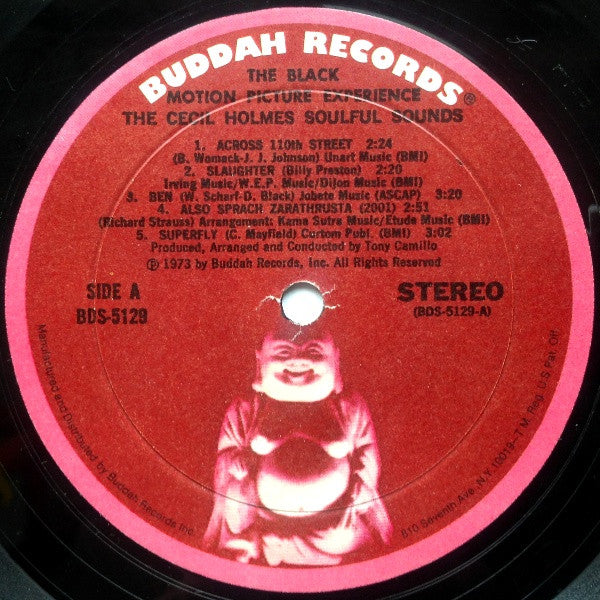 BUDDAH RECORDS®
THE BLACK
MOTION PICTURE EXPERIENCE
THE CECIL HOLMES SOULFUL SOUNDS
1. ACROSS 110th STREET 2:24
(B. Womack-J. J. Johnson) Unart Music (BMI)
2. SLAUGHTER (Billy Preston) 2:20
Irving Music/W.E.P. Music/Dijon Music (BMI)
3. BEN (W. Scharf-D. Black) Jobete Music (ASCAP) 3:20
4. ALSO SPRACH ZARATHRUSTA (2001) 2:51
(Richard Strauss) Arrangement: Kama Sutra Music/Etude Music (BMI)
5. SUPERFLY (C. Mayfield) Curtom Publ. (BMI) 3:02
Produced, Arranged and Conducted by Tony Camillo
℗ 1973 by Buddah Records, Inc. All Rights Reserved
SIDE A
BDS-5129
STEREO
(BDS-5129-A)
Manufactured and Distributed by Buddah Records Inc.
810 Seventh Ave., N.Y. 10019 - T.M. Reg. U S Pat. Off.